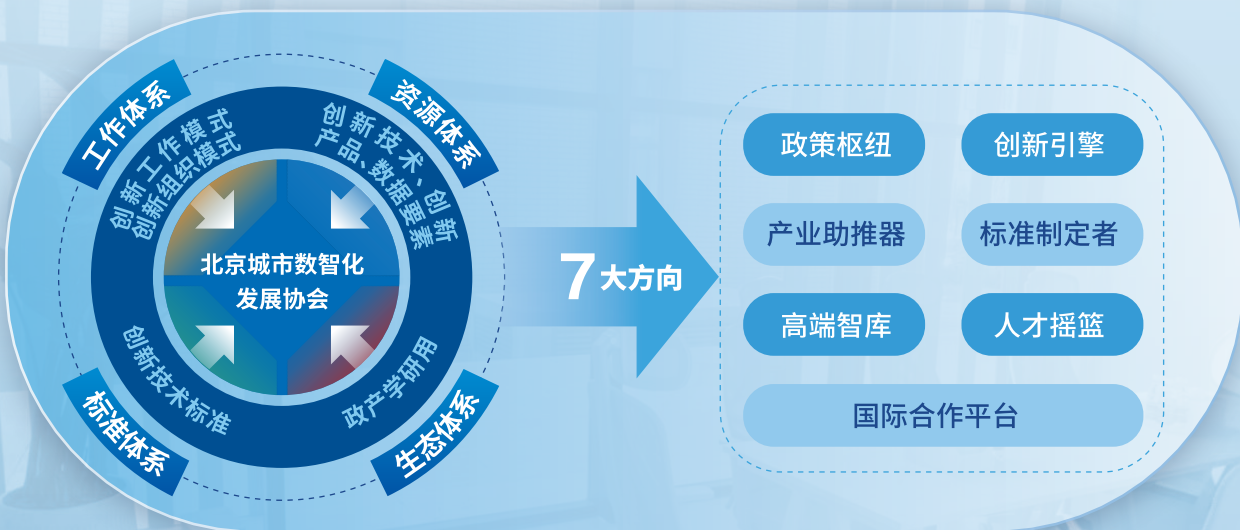 工作体系
资源体系
创新工作模式
创新组织模式
创新技术、创新
产品、数据要素
北京城市数智化
发展协会
创新技术标准
政产学研用
标准体系
生态体系
7大方向
政策枢纽
创新引擎
产业助推器
标准制定者
高端智库
人才摇篮
国际合作平台